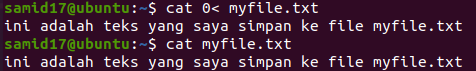 samid17@ubuntu:~$ cat 0< myfile.txt
ini adalah teks yang saya simpan ke file myfile.txt
samid17@ubuntu:~$ cat myfile.txt
ini adalah teks yang saya simpan ke file myfile.txt